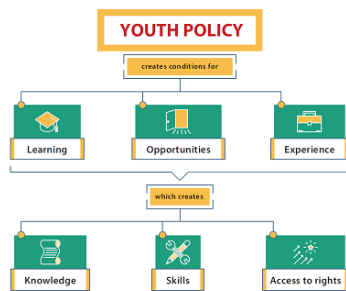 YOUTH POLICY
creates conditions for
Learning
Opportunities
Experience
which creates
Knowledge
Skills
Access to rights